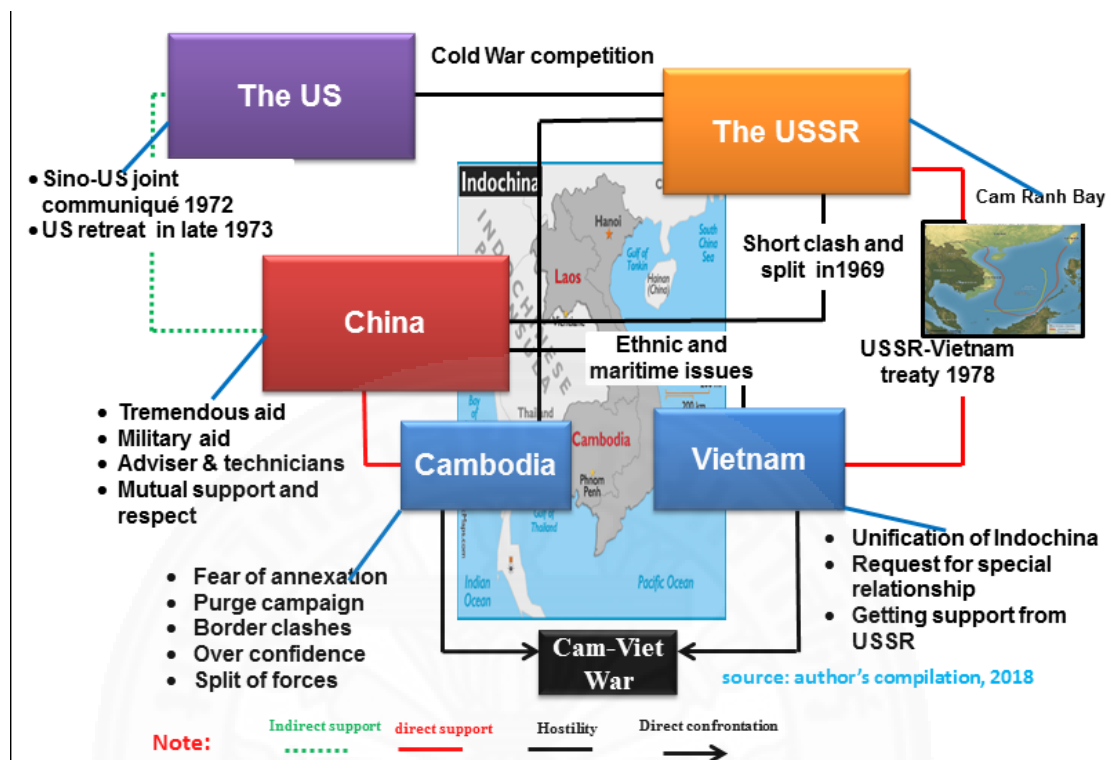 Cold War competition
The US
The USSR
• Sino-US joint
communiqué 1972
• US retreat in late 1973
Indochina
Hanoi
Gulf of
Tonkin
Hainan
(China)
South
China
Sea
Laos
Cam Ranh Bay
Short clash and
split in1969
China
Ethnic and
maritime issues
USSR-Vietnam
treaty 1978
Thailand
• Tremendous aid
• Military aid
• Adviser & technicians
• Mutual support and
respect
Cambodia
Cambodia
Phnom
Penh
Vietnam
Gulf of
Thailand
• Fear of annexation
• Purge campaign
• Border clashes
• Over confidence
• Split of forces
Indian
Ocean
Pacific Ocean
• Unification of Indochina
• Request for special
relationship
• Getting support from
USSR
Cam-Viet
War
source: author's compilation, 2018
Note:
Indirect support
direct support
Hostility
Direct confrontation